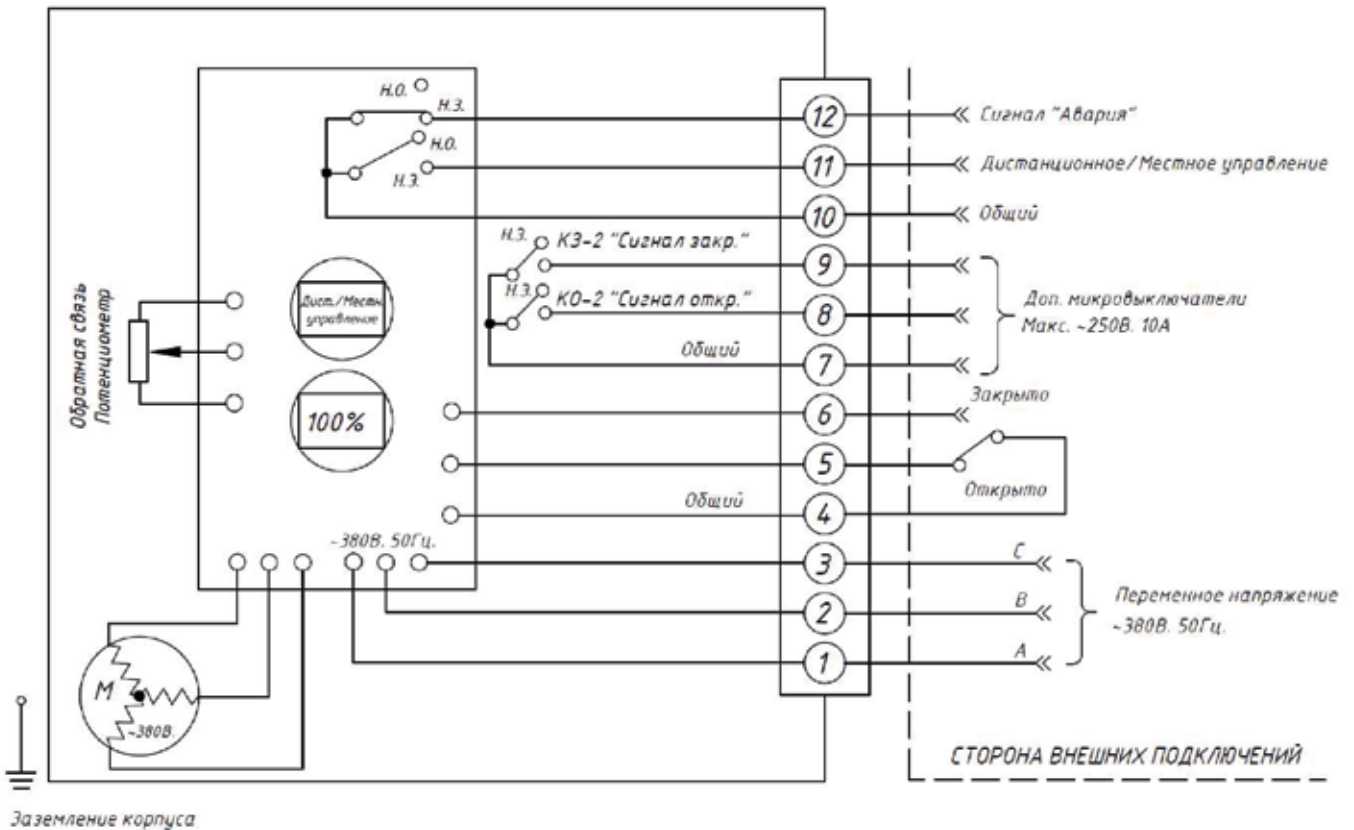 Н.О.
Н.З.
Н.О.
Н.З.
12
Сигнал "Авария"
11
Дистанционное/Местное управление
10
Общий
Н.З.
КЗ-2 "Сигнал закр."
9
Н.З.
КО-2 "Сигнал откр."
8
Доп. микровыключатели
Макс. ~250В. 10А
Общий
7
Дист./Местн.
управление
Обратная связь
Потенциометр
100%
6
Закрыто
5
Открыто
Общий
4
~380В. 50Гц.
3
С
2
В
Переменное напряжение
~380В. 50Гц.
1
А
М
~380В.
СТОРОНА ВНЕШНИХ ПОДКЛЮЧЕНИЙ
Заземление корпуса